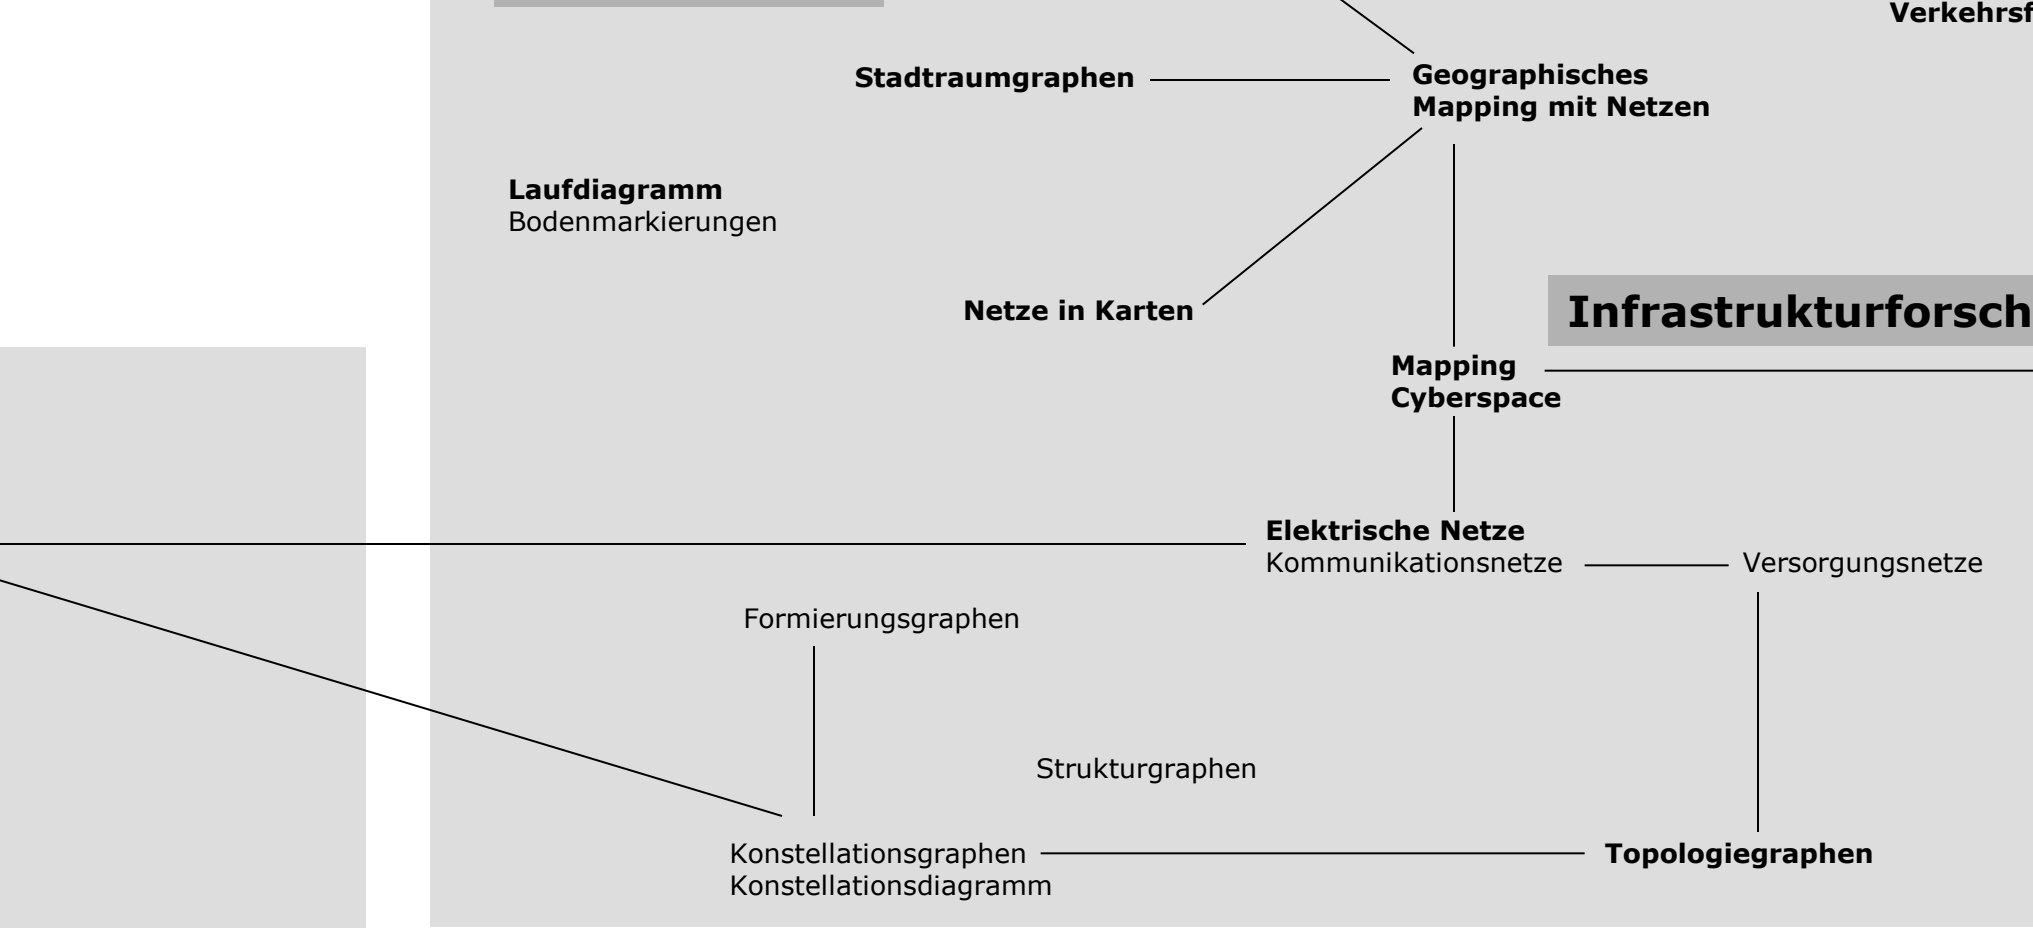 Verkehrsf
Stadtraumgraphen
Geographisches
Mapping mit Netzen
Laufdiagramm
Bodenmarkierungen
Netze in Karten
Infrastrukturforsch
Mapping
Cyberspace
Elektrische Netze
Kommunikationsnetze
Versorgungsnetze
Formierungsgraphen
Strukturgraphen
Konstellationsgraphen
Konstellationsdiagramm
Topologiegraphen